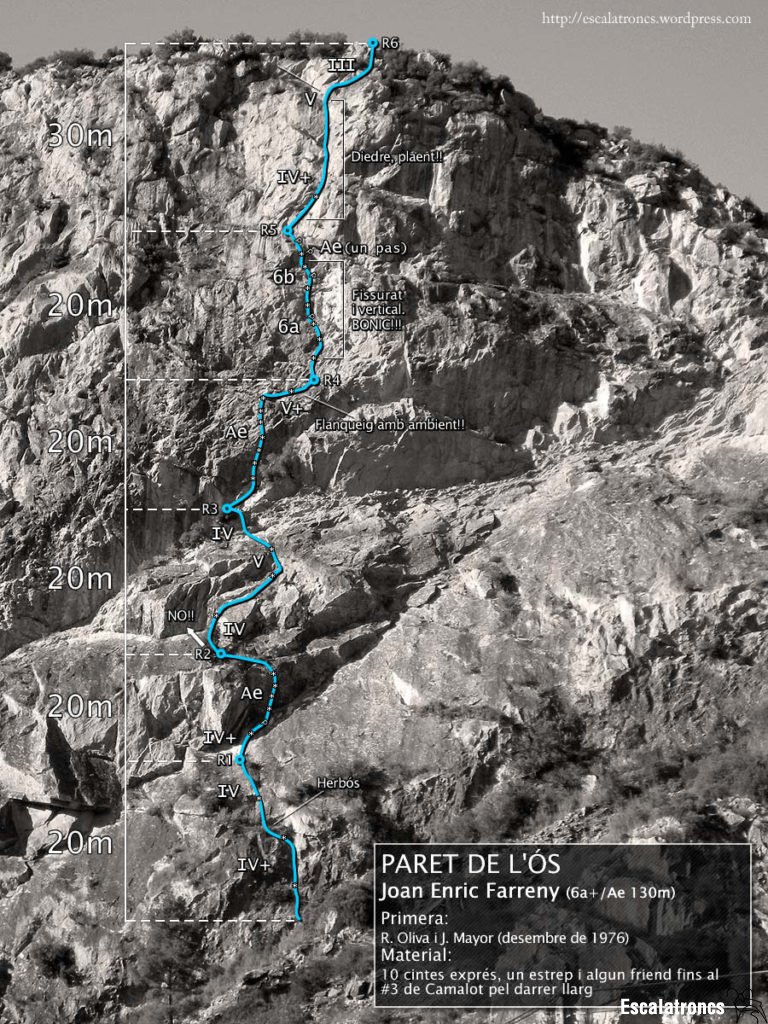 http://escalatroncs.wordpress.com
R6
III
V
30m
Diedre, plaent!!
IV+
R5
Ae (un pas)
6b
20m
Fissurat
i vertical.
BONIC!!!
6a
R4
V+
Flanqueig amb ambient!!
Ae
20m
R3
IV
V
20m
NO!!
IV
R2
Ae
20m
IV+
R1
IV
Herbós
20m
IV+
PARET DE L'ÓS
Joan Enric Farreny (6a+/Ae 130m)
Primera:
R. Oliva i J. Mayor (desembre de 1976)
Material:
10 cintes exprés, un estrep i algun friend fins al
#3 de Camalot pel darrer llarg
Escalatroncs